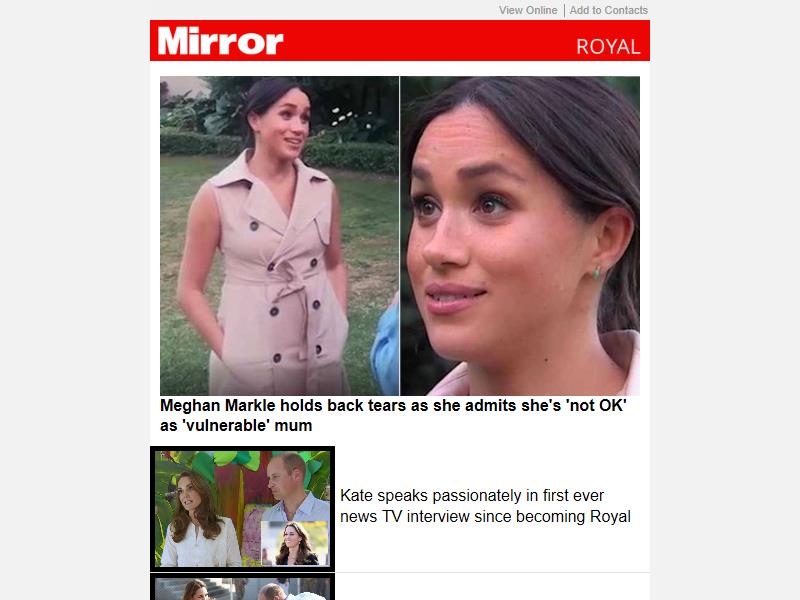 View Online | Add to Contacts
Mirror ROYAL
Meghan Markle holds back tears as she admits she's 'not OK'
as 'vulnerable' mum
Kate speaks passionately in first ever
news TV interview since becoming Royal